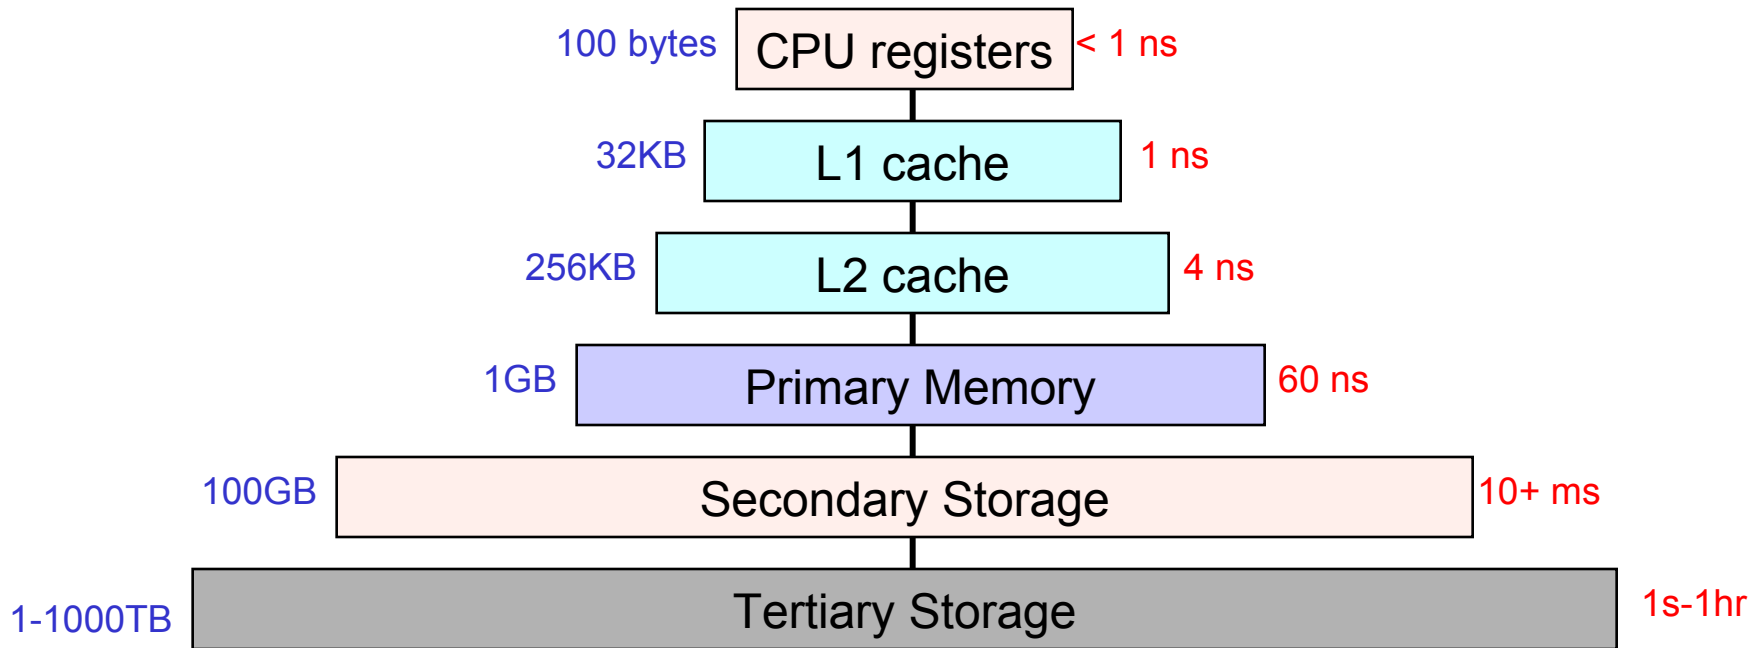 100 bytes CPU registers < 1 ns
32KB L1 cache 1 ns
256KB L2 cache 4 ns
1GB Primary Memory 60 ns
100GB Secondary Storage 10+ ms
1-1000TB Tertiary Storage 1s-1hr